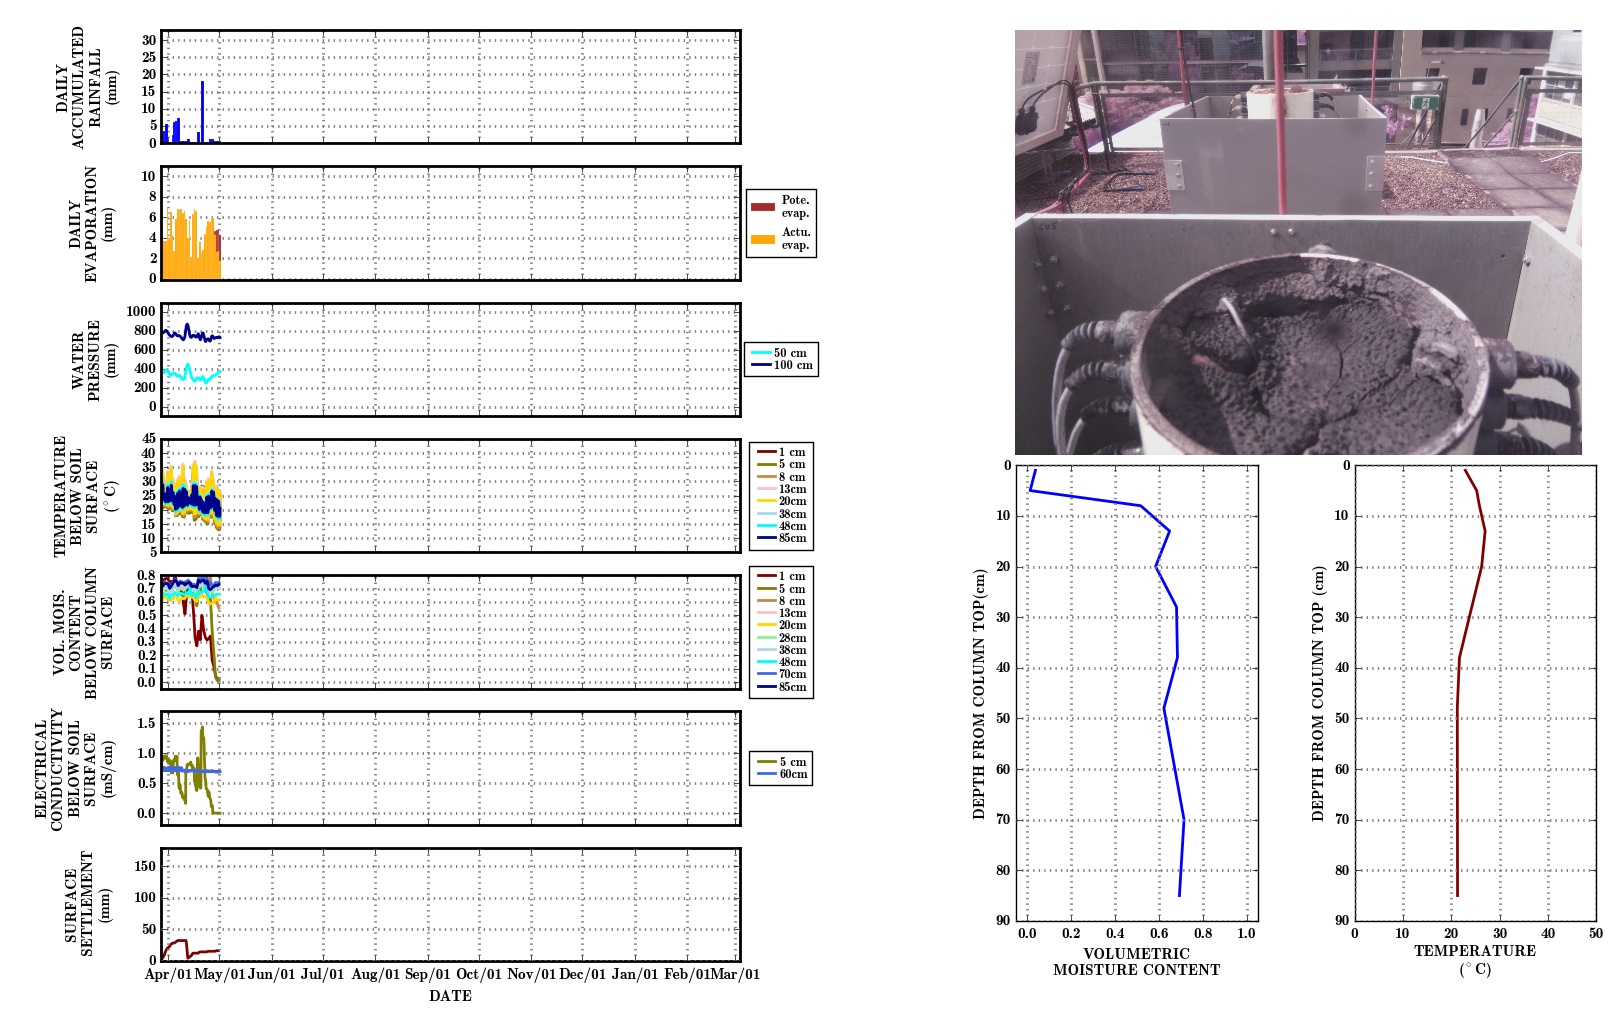 DAILY
ACCUMULATED
RAINFALL
(mm)
30
25
20
15
10
5
0
DAILY
EVAPORATION
(mm)
10
8
6
4
2
0
Pote.
evap.
Actu.
evap.
WATER
PRESSURE
(mm)
1000
800
600
400
200
0
50 cm
100 cm
TEMPERATURE
BELOW SOIL
SURFACE
(°C)
45
40
35
30
25
20
15
10
5
1 cm
5 cm
8 cm
13cm
20cm
38cm
48cm
85cm
VOL. MOIS.
CONTENT
BELOW COLUMN
SURFACE
0.8
0.7
0.6
0.5
0.4
0.3
0.2
0.1
0.0
1 cm
5 cm
8 cm
13cm
20cm
28cm
38cm
48cm
70cm
85cm
ELECTRICAL
CONDUCTIVITY
BELOW SOIL
SURFACE
(mS/cm)
1.5
1.0
0.5
0.0
5 cm
60cm
SURFACE
SETTLEMENT
(mm)
150
100
50
0
Apr/01 May/01 Jun/01 Jul/01 Aug/01 Sep/01 Oct/01 Nov/01 Dec/01 Jan/01 Feb/01 Mar/01
DATE
DEPTH FROM COLUMN TOP(cm)
0
10
20
30
40
50
60
70
80
90
0.0 0.2 0.4 0.6 0.8 1.0
VOLUMETRIC
MOISTURE CONTENT
DEPTH FROM COLUMN TOP (cm)
0
10
20
30
40
50
60
70
80
90
0 10 20 30 40 50
TEMPERATURE
(°C)